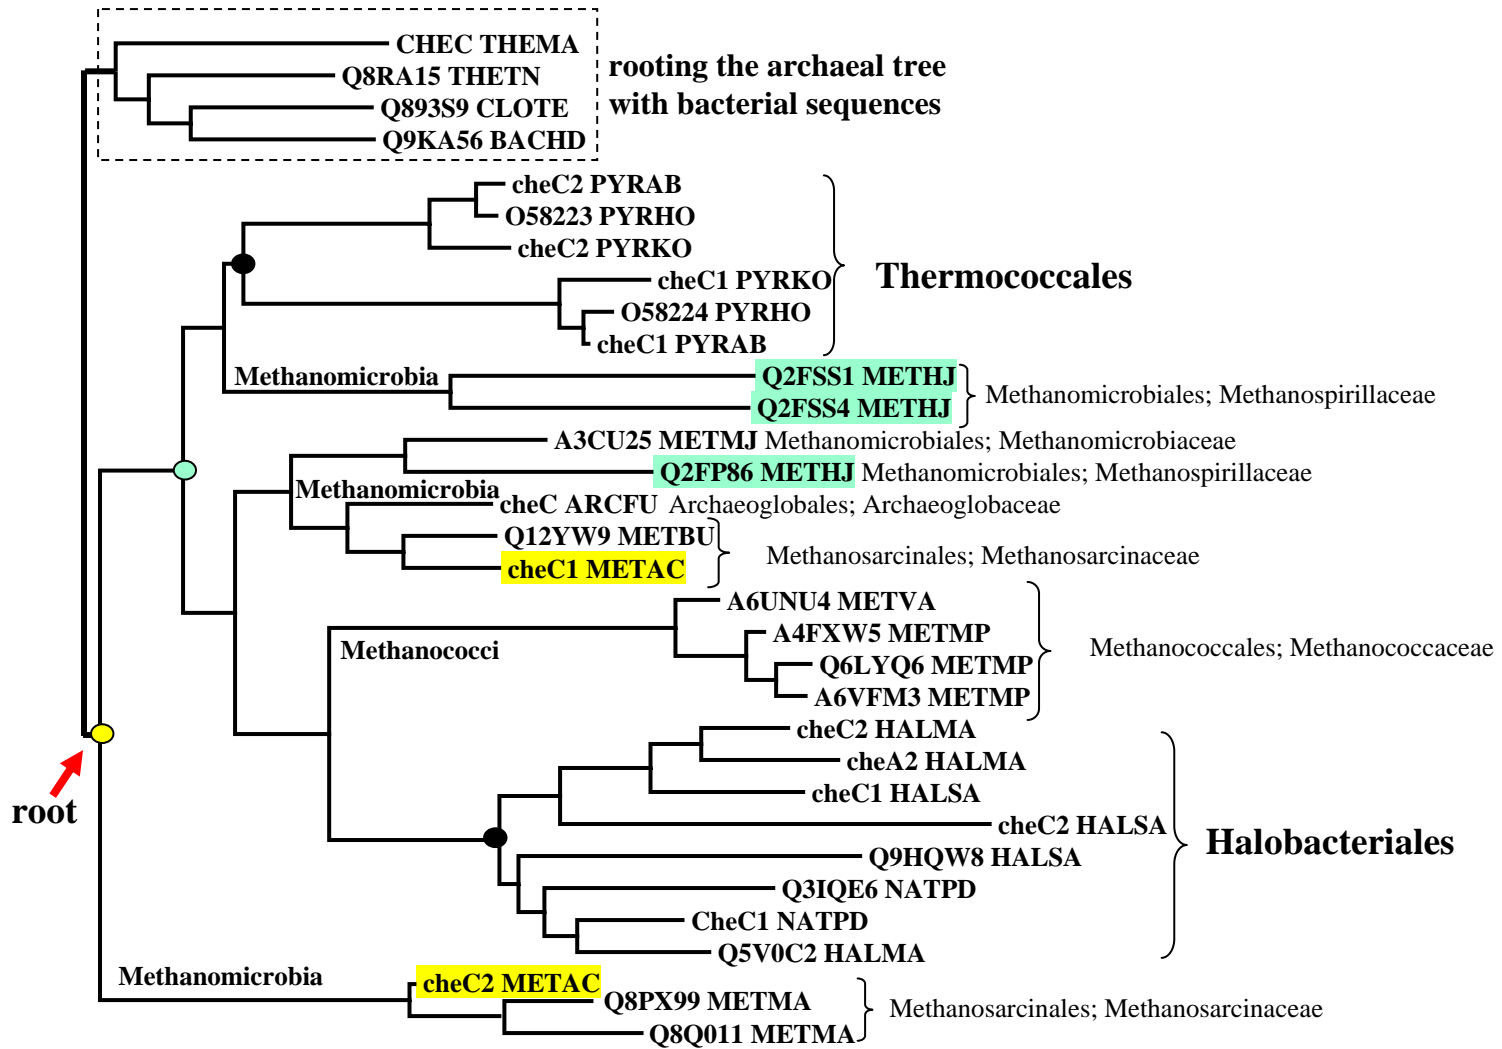 CHEC THEMA
Q8RA15 THETN
Q893S9 CLOTE
Q9KA56 BACHD
rooting the archaeal tree
with bacterial sequences
cheC2 PYRAB
O58223 PYRHO
cheC2 PYRKO
cheC1 PYRKO
O58224 PYRHO
cheC1 PYRAB
Thermococcales
Methanomicrobia
Q2FSS1 METHJ
Q2FSS4 METHJ
Methanomicrobiales; Methanospirillaceae
A3CU25 METMJ Methanomicrobiales; Methanomicrobiaceae
Q2FP86 METHJ Methanomicrobiales; Methanospirillaceae
Methanomicrobia
cheC ARCFU Archaeoglobales; Archaeoglobaceae
Q12YW9 METBU
cheC1 METAC
Methanosarcinales; Methanosarcinaceae
A6UNU4 METVA
A4FXW5 METMP
Q6LYQ6 METMP
A6VFM3 METMP
Methanococci
Methanococcales; Methanococcaceae
cheC2 HALMA
cheA2 HALMA
cheC1 HALSA
cheC2 HALSA
Q9HQW8 HALSA
Q3IQE6 NATPD
CheC1 NATPD
Q5V0C2 HALMA
Halobacteriales
root
Methanomicrobia
cheC2 METAC
Q8PX99 METMA
Q8Q011 METMA
Methanosarcinales; Methanosarcinaceae